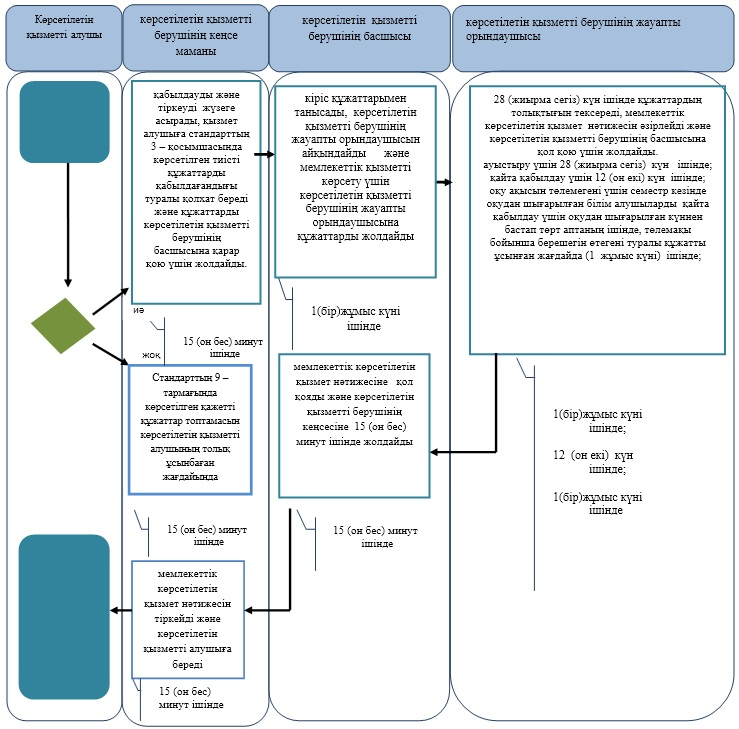 Көрсетілетін
қызметті алушы
көрсетілетін қызметті
берушінің кеңсе
маманы
көрсетілетін қызметті
берушінің басшысы
көрсетілетін қызметті берушінің жауапты
орындаушысы
қабылдауды және
тіркеуді жүзеге
асырады, қызмет
алушыға стандарттың
3 – қосымшасында
көрсетілген тиісті
құжаттарды
қабылдағандығы
туралы қолхат береді
және құжаттарды
көрсетілетін қызметті
берушінің
басшысына қарар
қою үшін жолдайды.
кіріс құжаттарымен
танысады, көрсетілетін
қызметті берушінің
жауапты орындаушысын
айқындайды және
мемлекеттік қызметті
көрсету үшін
көрсетілетін қызметті
берушінің жауапты
орындаушысына
құжаттарды жолдайды
28 (жиырма сегіз) күн ішінде құжаттардың
толықтығын тексереді, мемлекеттік
көрсетілетін қызмет нәтижесін әзірлейді және
көрсетілетін қызметті берушінің басшысына
қол қою үшін жолдайды.
ауыстыру үшін 28 (жиырма сегіз) күн ішінде;
қайта қабылдау үшін 12 (он екі) күн ішінде;
оқу ақысын төлемегені үшін семестр кезінде
оқудан шығарылған білім алушыларды қайта
қабылдау үшін оқудан шығарылған күннен
бастап төрт аптаның ішінде, төлемақы
бойынша берешегін өтегені туралы құжатты
ұсынған жағдайда (1 жұмыс күні) ішінде;
иә
15 (он бес) минут
ішінде
1(бір)жұмыс күні
ішінде
жоқ
Стандарттың 9 –
тармағында
көрсетілген қажетті
құжаттар топтамасын
көрсетілетін қызметті
алушының толық
ұсынбаған
жағдайында
мемлекеттік көрсетілетін
қызмет нәтижесіне қол
қояды және көрсетілетін
қызметті берушінің
кеңсесіне 15 (он бес)
минут ішінде жолдайды
1(бір)жұмыс күні
ішінде;
12 (он екі) күн
ішінде;
1(бір)жұмыс күні
ішінде
15 (он бес) минут
ішінде
15 (он бес) минут
ішінде
мемлекеттік
көрсетілетін
қызмет нәтижесін
тіркейді және
көрсетілетін
қызметті алушыға
береді
15 (он бес)
минут ішінде